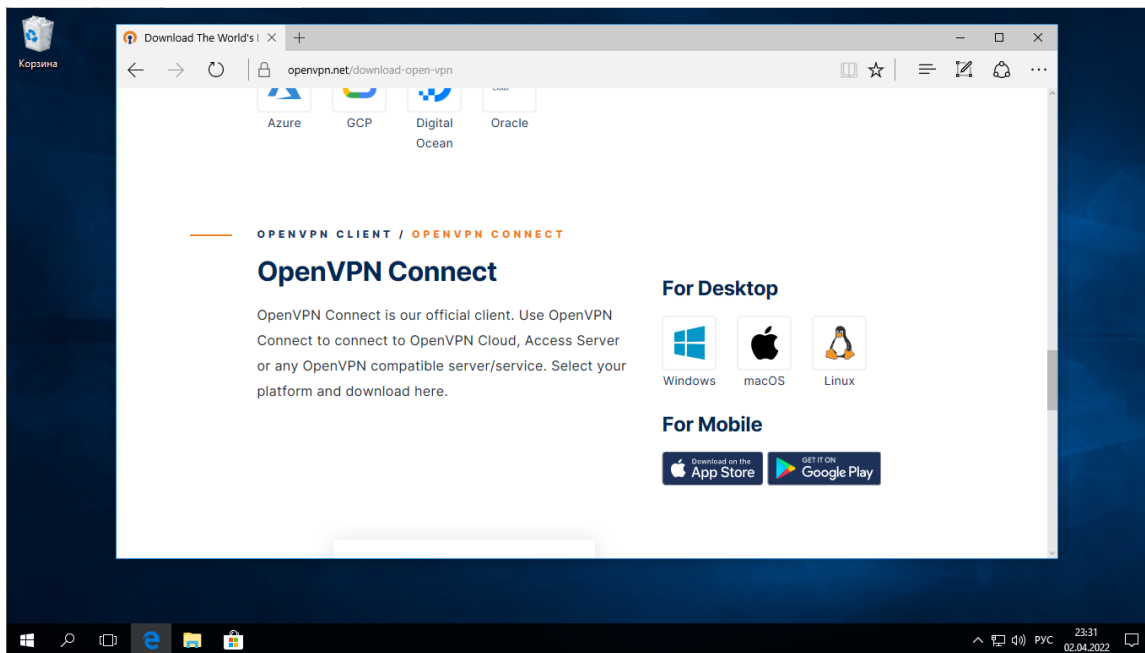 Корзина
Download The World's
openvpn.net/download-open-vpn
Azure
GCP
Digital
Ocean
Oracle
OPENVPN CLIENT / OPENVPN CONNECT
OpenVPN Connect
OpenVPN Connect is our official client. Use OpenVPN
Connect to connect to OpenVPN Cloud, Access Server
or any OpenVPN compatible server/service. Select your
platform and download here.
For Desktop
Windows
macOS
Linux
For Mobile
Download on the
App Store
GET IT ON
Google Play
РУС
23:31
02.04.2022